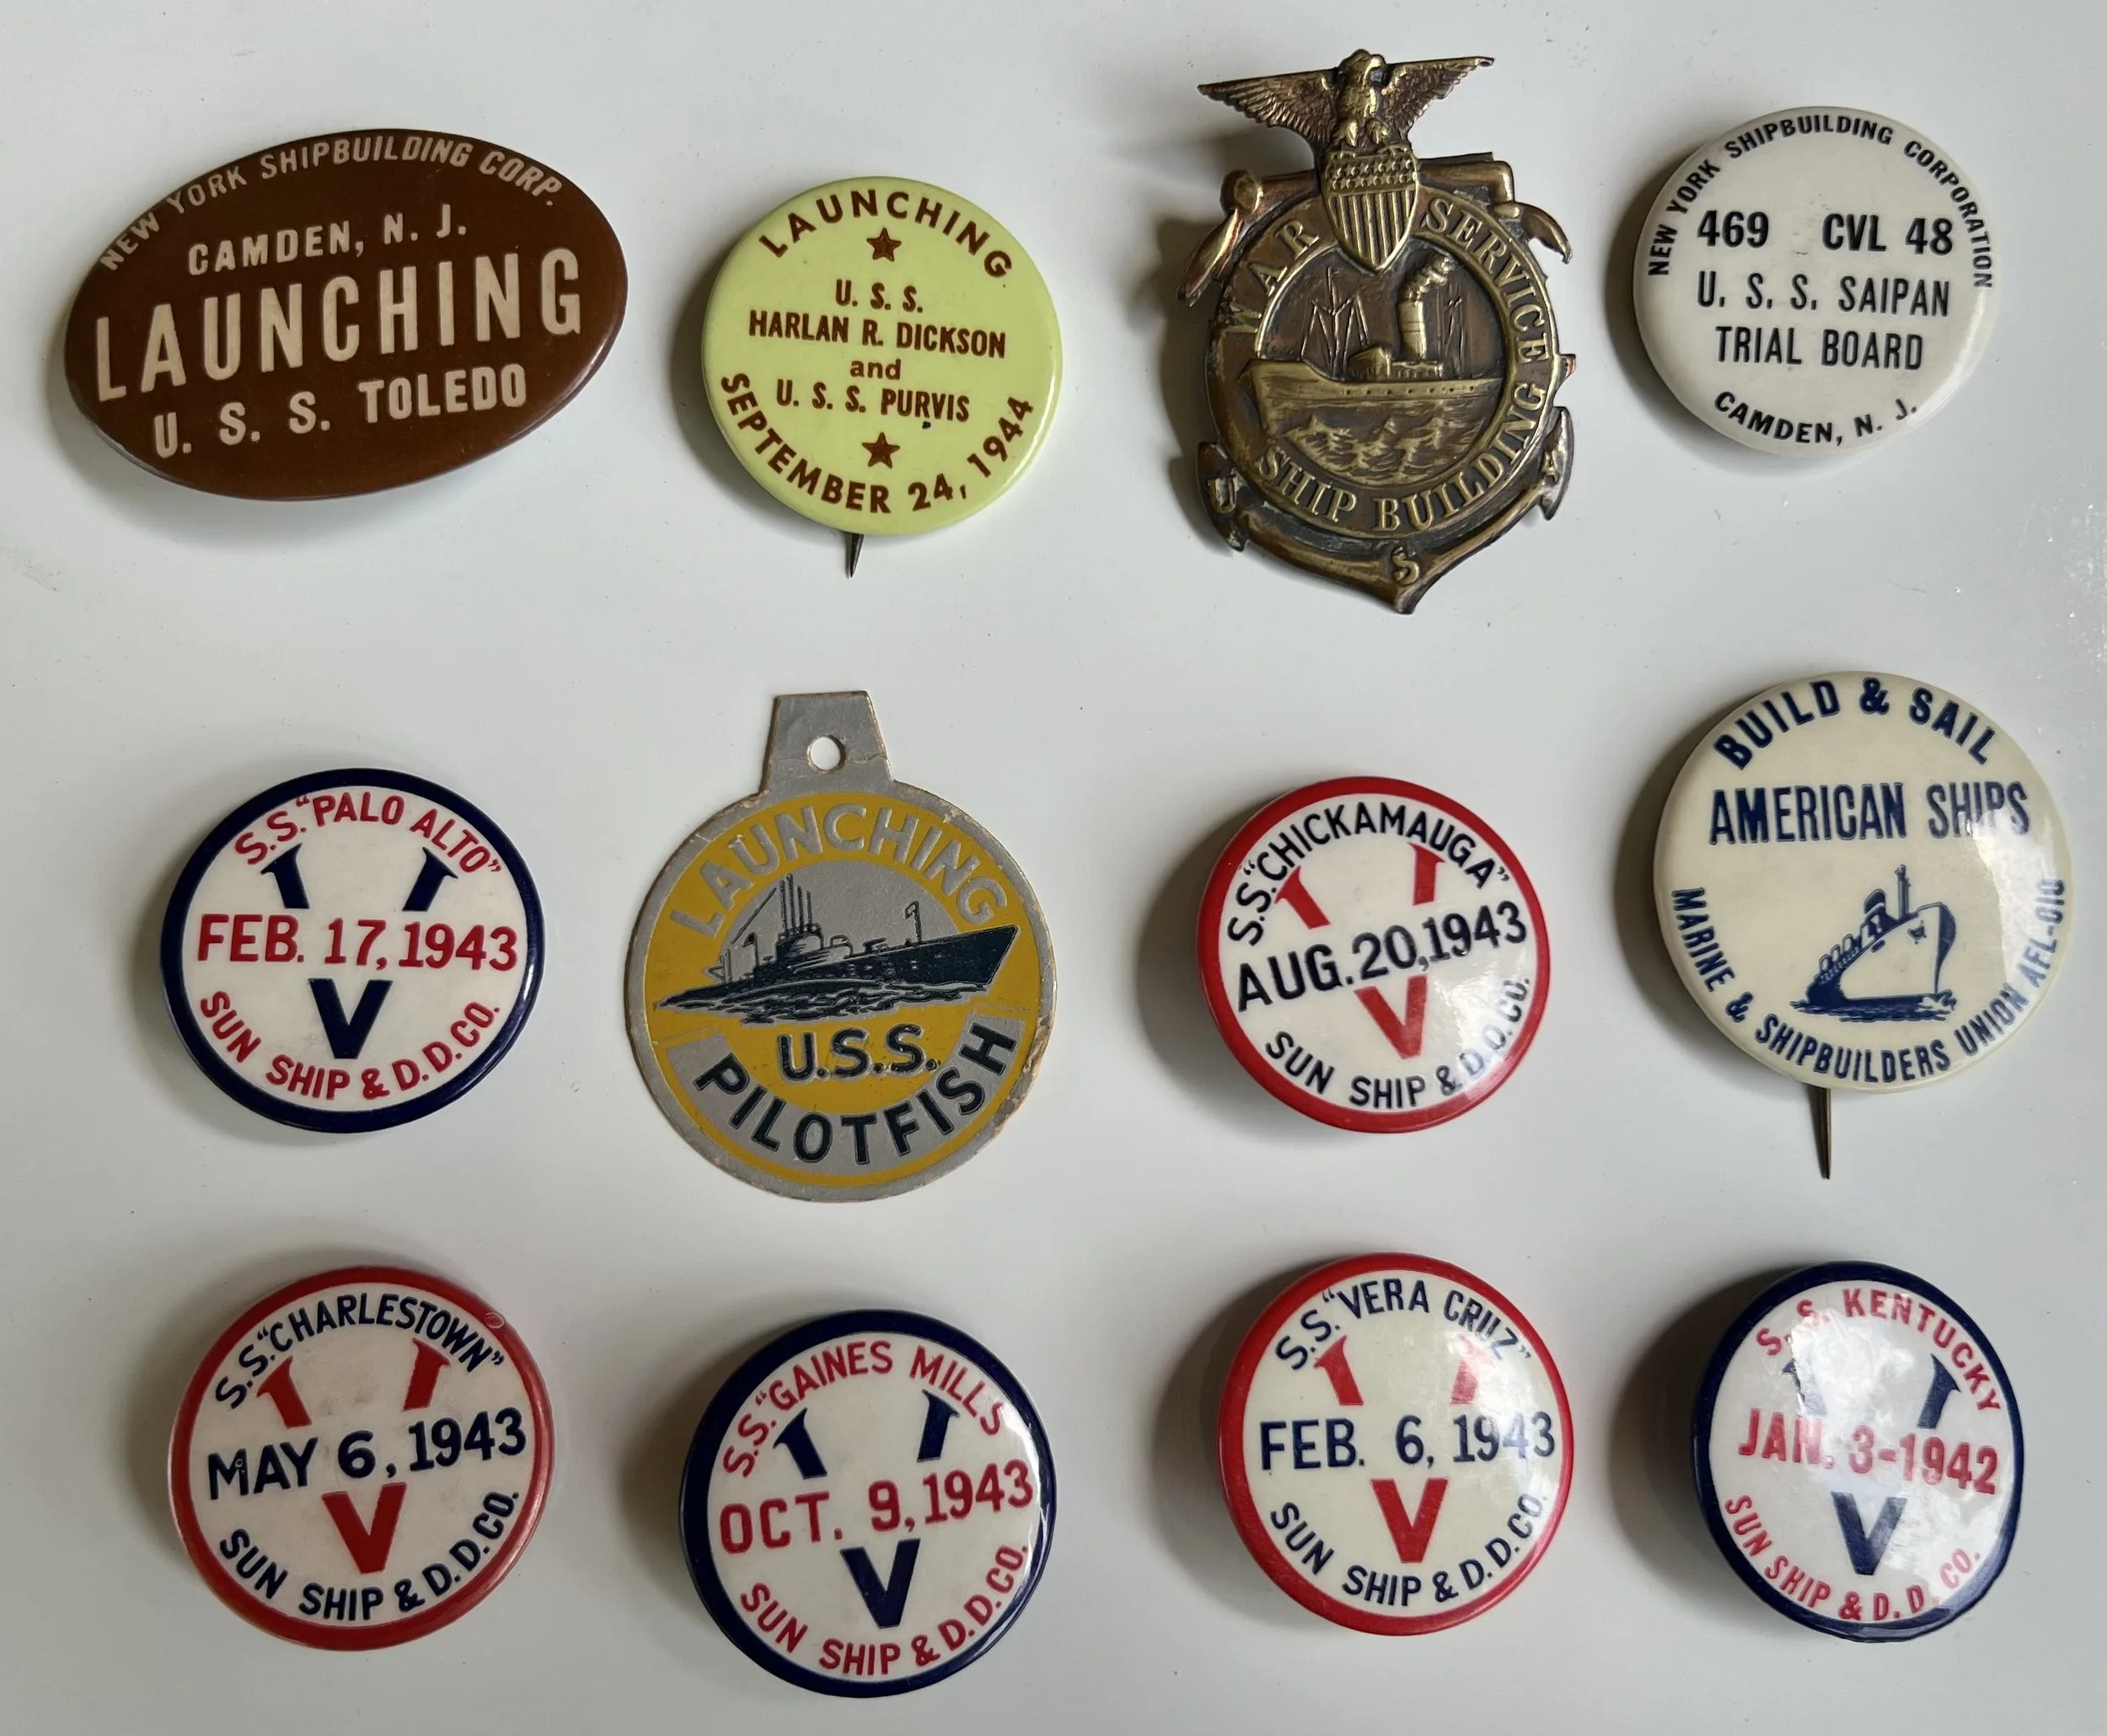 NEW YORK SHIPBUILDING CORP.
CAMDEN, N. J.
LAUNCHING
U. S. S. TOLEDO
LAUNCHING
U. S. S.
HARLAN R. DICKSON
and
U. S. S. PURVIS
SEPTEMBER 24, 1944
WAR SERVICE
SHIP BUILDING
U S
NEW YORK SHIPBUILDING CORPORATION
469 CVL 48
U. S. S. SAIPAN
TRIAL BOARD
CAMDEN, N. J.
S.S. "PALO ALTO"
FEB. 17, 1943
V
SUN SHIP & D.D.CO.
LAUNCHING
U.S.S.
PILOTFISH
S.S. "CHICKAMAUGA"
AUG. 20, 1943
V
SUN SHIP & D.D.CO.
BUILD & SAIL
AMERICAN SHIPS
MARINE & SHIPBUILDERS UNION AFL-CIO
S.S. "CHARLESTOWN"
MAY 6, 1943
V
SUN SHIP & D.D.CO.
S.S. "GAINES MILLS
OCT. 9, 1943
V
SUN SHIP & D.D.CO.
S.S. "VERA CRUZ"
FEB. 6, 1943
V
SUN SHIP & D.D.CO.
S. S. KENTUCKY
JAN. 3-1942
V
SUN SHIP & D. D. CO.